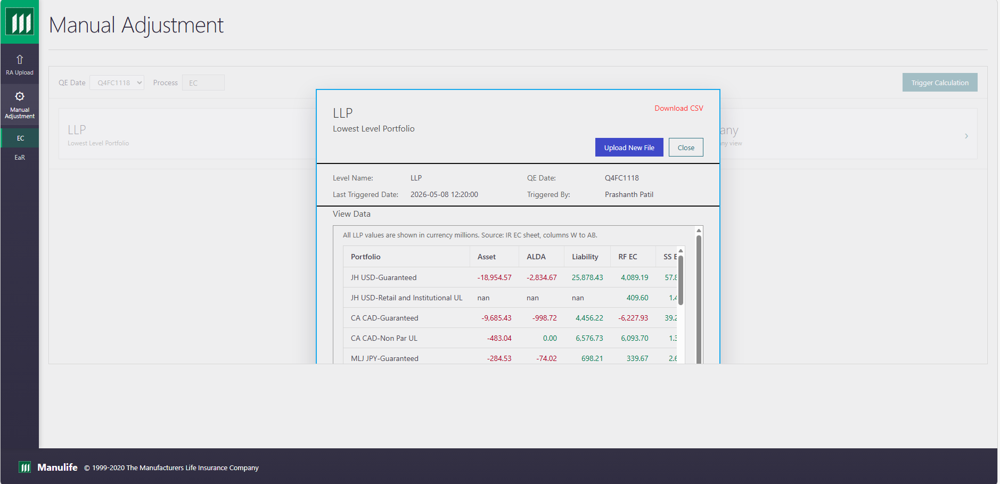 Manual Adjustment
RA Upload
Manual
Adjustment
EC
EaR
QE Date Q4FC1118 Process EC Trigger Calculation
LLP
Lowest Level Portfolio
any
ny view
LLP Download CSV
Lowest Level Portfolio
Upload New File Close
Level Name: LLP QE Date: Q4FC1118
Last Triggered Date: 2026-05-08 12:20:00 Triggered By: Prashanth Patil
View Data
All LLP values are shown in currency millions. Source: IR EC sheet, columns W to AB.
Portfolio Asset ALDA Liability RF EC SS E
JH USD-Guaranteed -18,954.57 -2,834.67 25,878.43 4,089.19 57.8
JH USD-Retail and Institutional UL nan nan nan 409.60 1.4
CA CAD-Guaranteed -9,685.43 -998.72 4,456.22 -6,227.93 39.2
CA CAD-Non Par UL -483.04 0.00 6,576.73 6,093.70 1.3
MLJ JPY-Guaranteed -284.53 -74.02 698.21 339.67 2.6
Manulife © 1999-2020 The Manufacturers Life Insurance Company